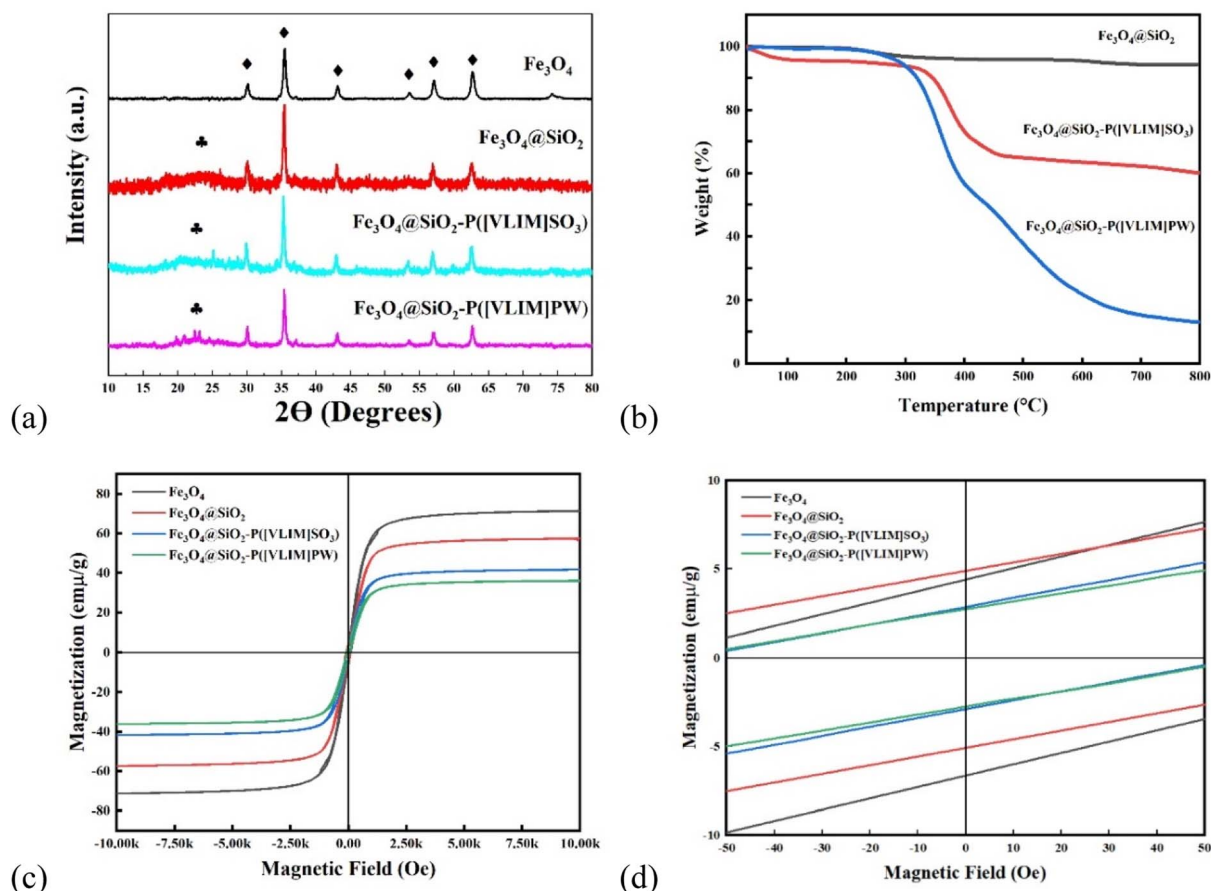 Fe₃O₄
Fe₃O₄@SiO₂
Fe₃O₄@SiO₂-P([VLIM]SO₃)
Fe₃O₄@SiO₂-P([VLIM]PW)
Intensity (a.u.)
10 15 20 25 30 35 40 45 50 55 60 65 70 75 80
2Ɵ (Degrees)
(a)
100
80
60
40
20
0
Weight (%)
Fe₃O₄@SiO₂
Fe₃O₄@SiO₂-P([VLIM]SO₃)
Fe₃O₄@SiO₂-P([VLIM]PW)
100 200 300 400 500 600 700 800
Temperature (°C)
(b)
80
60
40
20
0
-20
-40
-60
-80
Magnetization (emµ/g)
Fe₃O₄
Fe₃O₄@SiO₂
Fe₃O₄@SiO₂-P([VLIM]SO₃)
Fe₃O₄@SiO₂-P([VLIM]PW)
-10.00k -7.50k -5.00k -2.50k 0.00 2.50k 5.00k 7.50k 10.00k
Magnetic Field (Oe)
(c)
10
5
0
-5
-10
Magnetization (emµ/g)
Fe₃O₄
Fe₃O₄@SiO₂
Fe₃O₄@SiO₂-P([VLIM]SO₃)
Fe₃O₄@SiO₂-P([VLIM]PW)
-50 -40 -30 -20 -10 0 10 20 30 40 50
Magnetic Field (Oe)
(d)